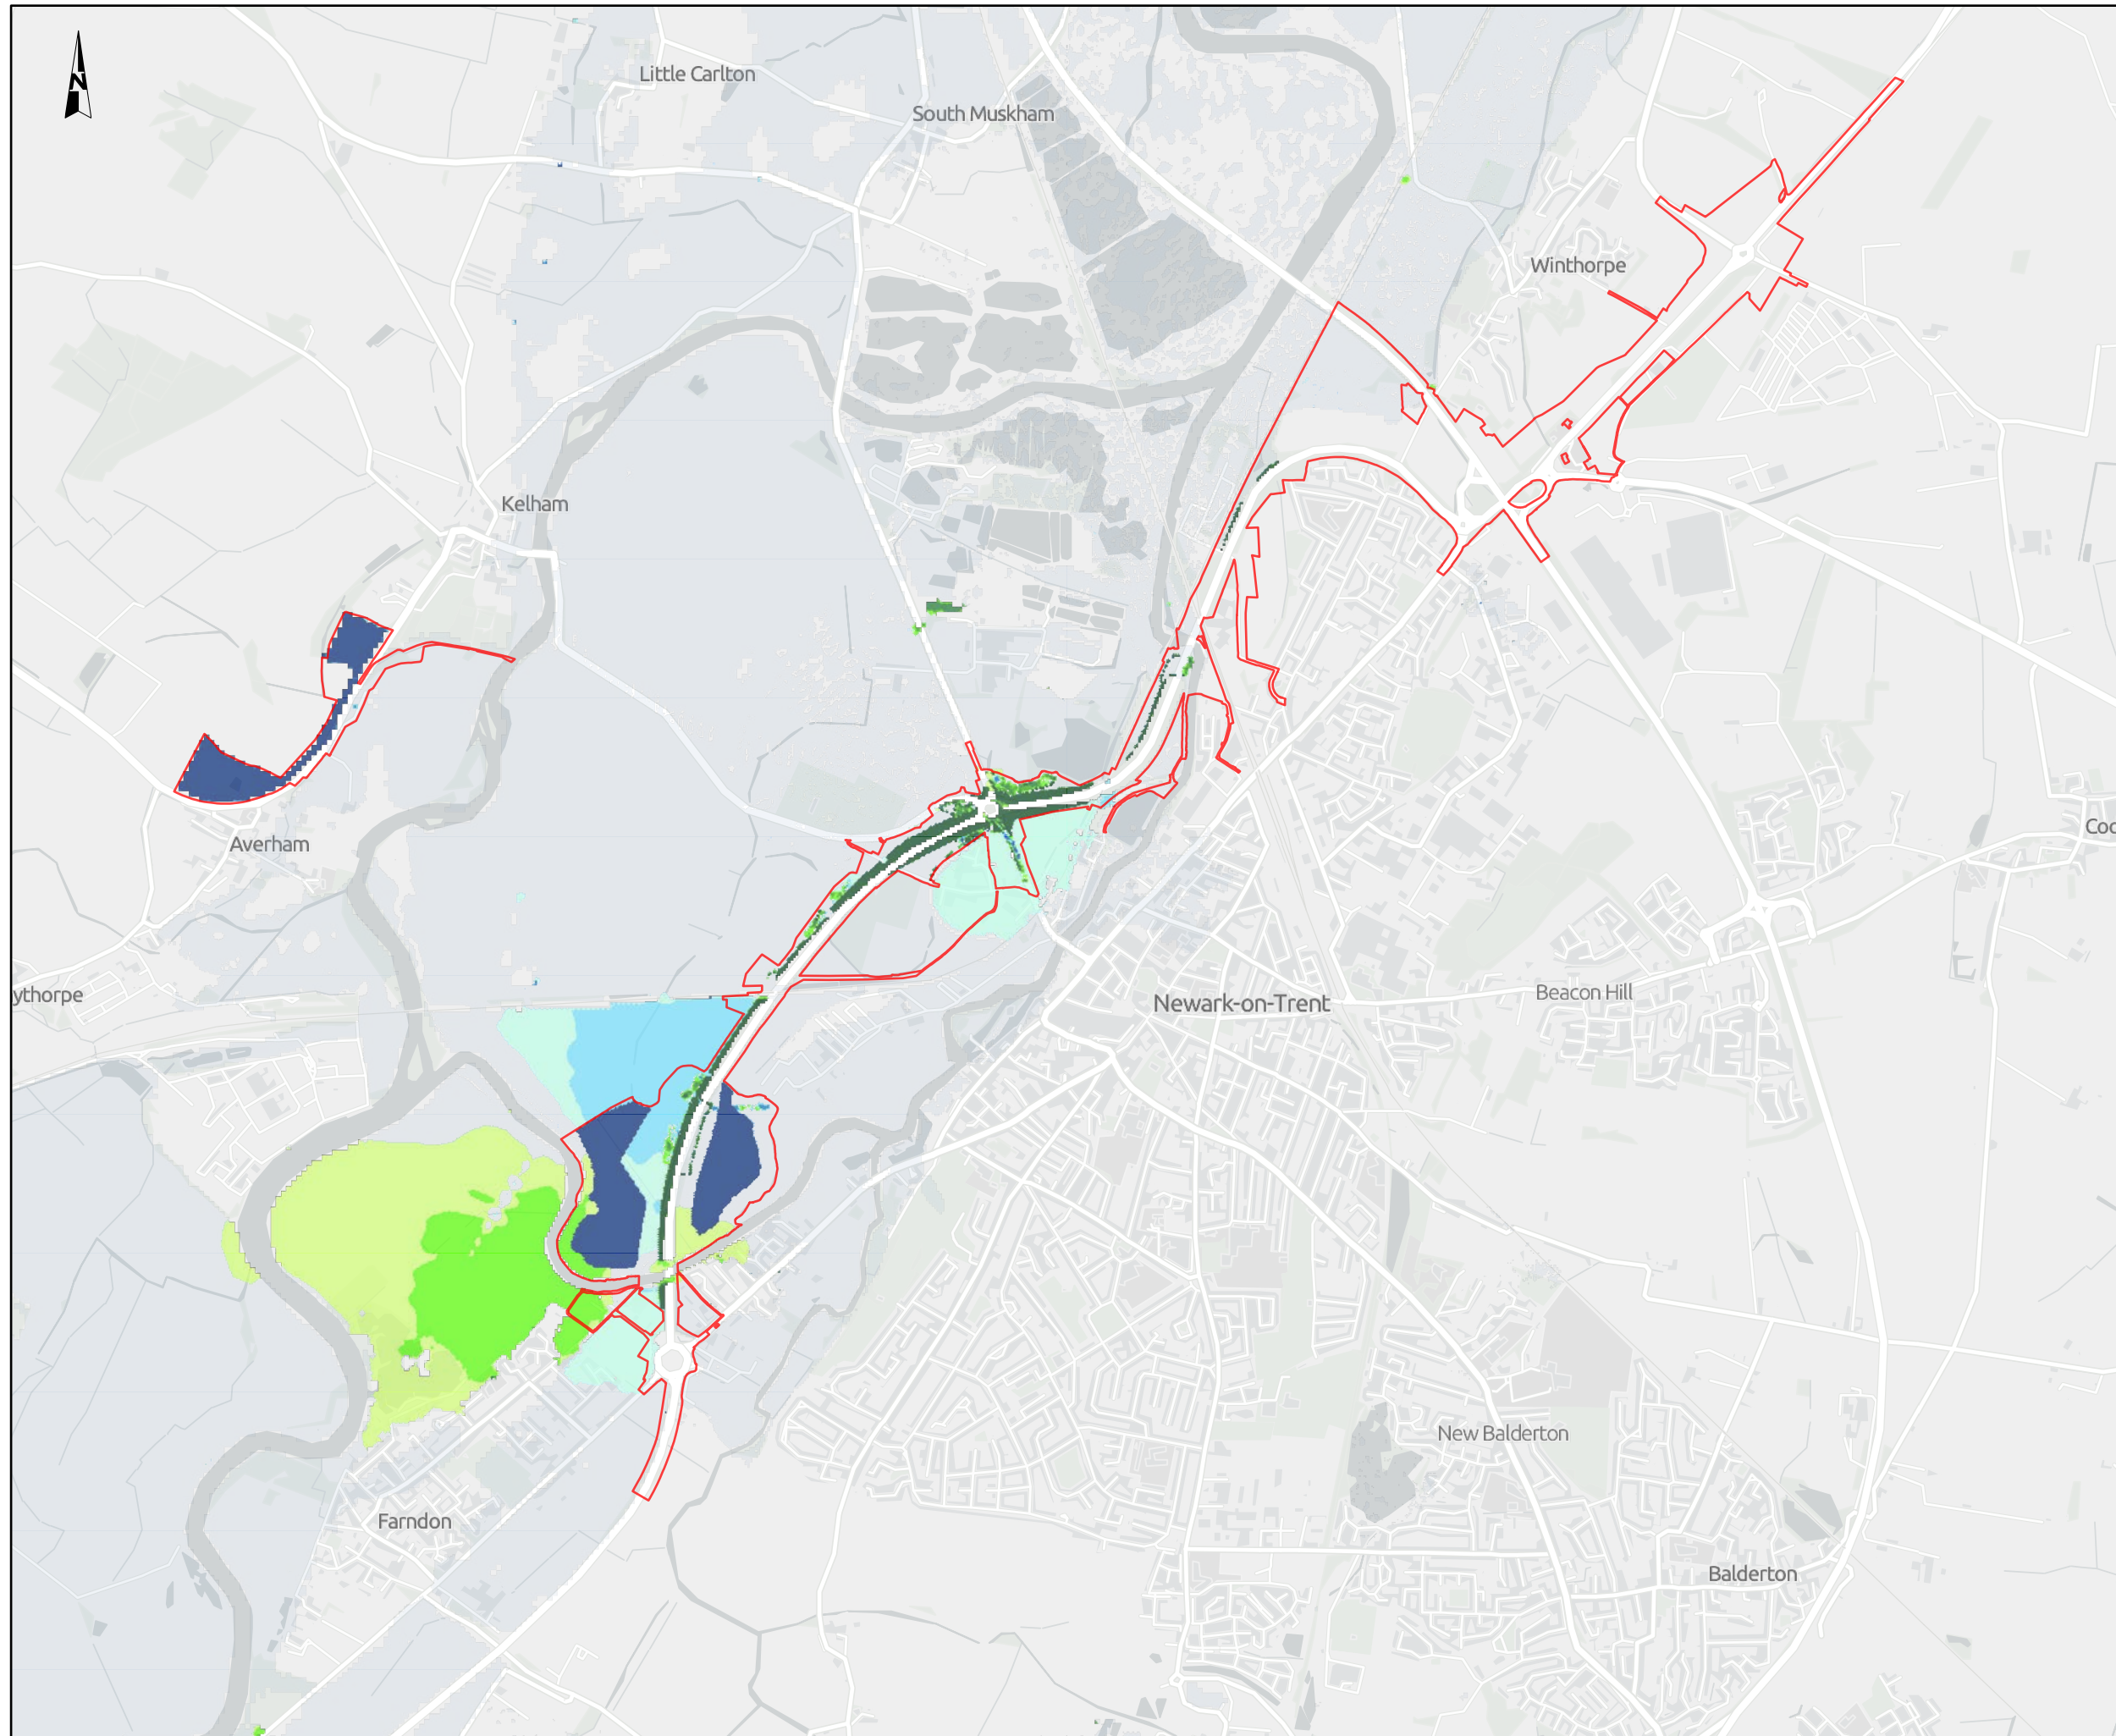 N
Little Carlton
South Muskham
Winthorpe
Kelham
Averham
Coc
ythorpe
Newark-on-Trent
Beacon Hill
New Balderton
Farndon
Balderton